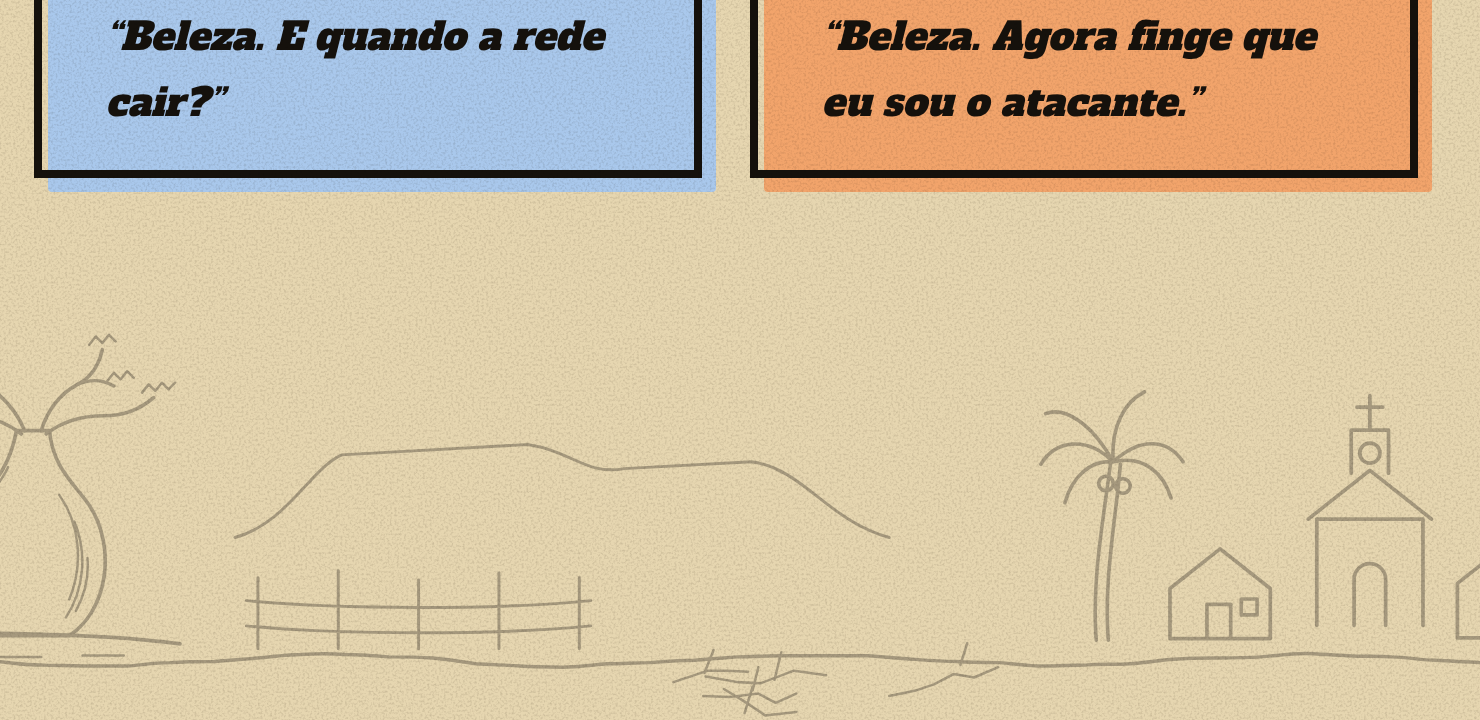 “Beleza. E quando a rede
cair?”
“Beleza. Agora finge que
eu sou o atacante.”